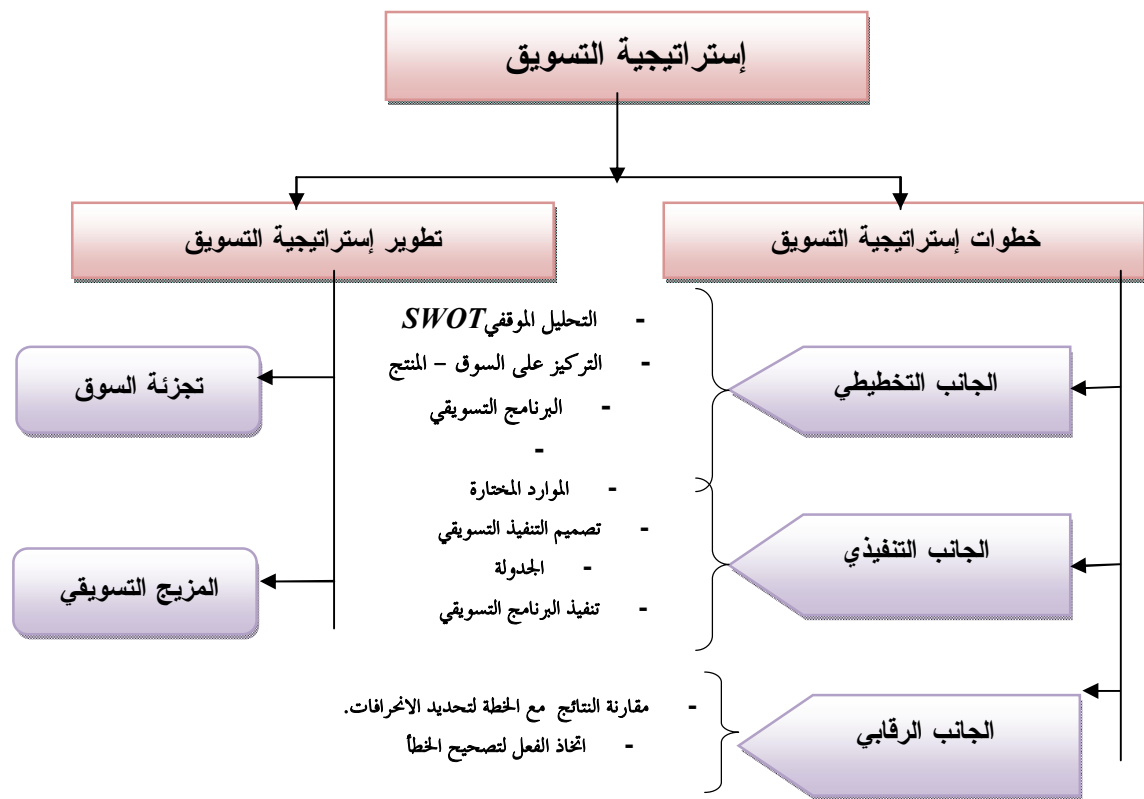 إستراتيجية التسويق
خطوات إستراتيجية التسويق
تطوير إستراتيجية التسويق
الجانب التخطيطي
- التحليل الموقفيSWOT
- التركيز على السوق – المنتج
- البرنامج التسويقي
-
الجانب التنفيذي
- الموارد المختارة
- تصميم التنفيذ التسويقي
- الجدولة
- تنفيذ البرنامج التسويقي
الجانب الرقابي
- مقارنة النتائج مع الخطة لتحديد الانحرافات.
- اتخاذ الفعل لتصحيح الخطأ
تجزئة السوق
المزيج التسويقي